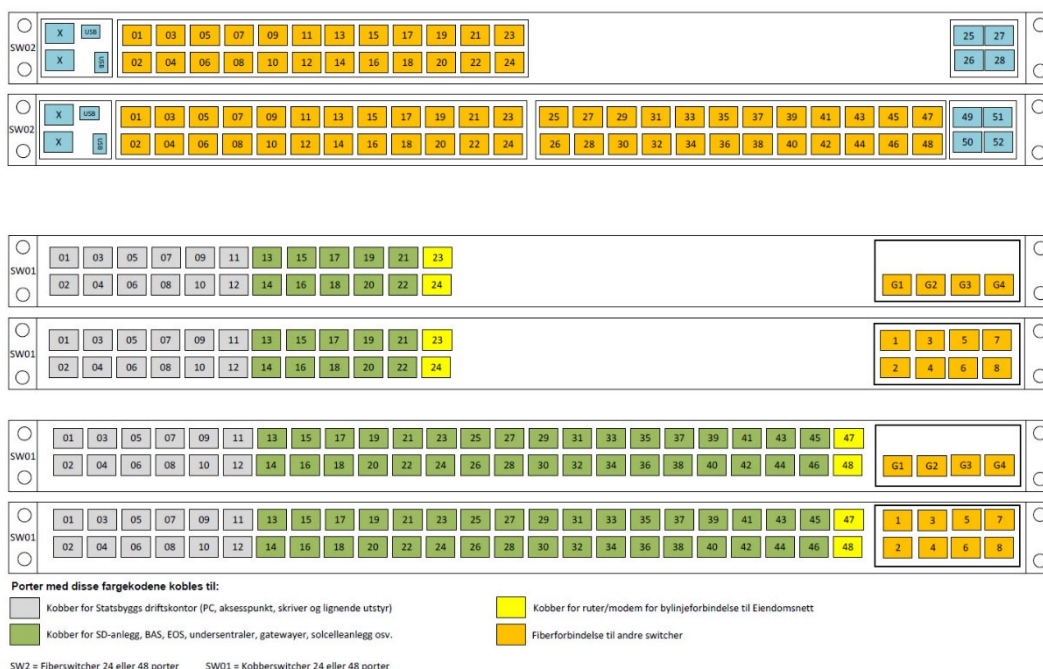 X USB 01 03 05 07 09 11 13 15 17 19 21 23 25 27
SW02
X USB 02 04 06 08 10 12 14 16 18 20 22 24 26 28
X USB 01 03 05 07 09 11 13 15 17 19 21 23 25 27 29 31 33 35 37 39 41 43 45 47 49 51
SW02
X USB 02 04 06 08 10 12 14 16 18 20 22 24 26 28 30 32 34 36 38 40 42 44 46 48 50 52
01 03 05 07 09 11 13 15 17 19 21 23
SW01
02 04 06 08 10 12 14 16 18 20 22 24 G1 G2 G3 G4
01 03 05 07 09 11 13 15 17 19 21 23 1 3 5 7
SW01
02 04 06 08 10 12 14 16 18 20 22 24 2 4 6 8
01 03 05 07 09 11 13 15 17 19 21 23 25 27 29 31 33 35 37 39 41 43 45 47
SW01
02 04 06 08 10 12 14 16 18 20 22 24 26 28 30 32 34 36 38 40 42 44 46 48 G1 G2 G3 G4
01 03 05 07 09 11 13 15 17 19 21 23 25 27 29 31 33 35 37 39 41 43 45 47 1 3 5 7
SW01
02 04 06 08 10 12 14 16 18 20 22 24 26 28 30 32 34 36 38 40 42 44 46 48 2 4 6 8
Porter med disse fargekodene kobles til:
Kobber for Statsbyggs driftskontor (PC, aksesspunkt, skriver og lignende utstyr)
Kobber for ruter/modem for bylinjeforbindelse til Eiendomsnett
Kobber for SD-anlegg, BAS, EOS, undersentraler, gatewayer, solcelleanlegg osv.
Fiberforbindelse til andre switcher
SW2 = Fiberswitcher 24 eller 48 porter SW01 = Kobberswitcher 24 eller 48 porter